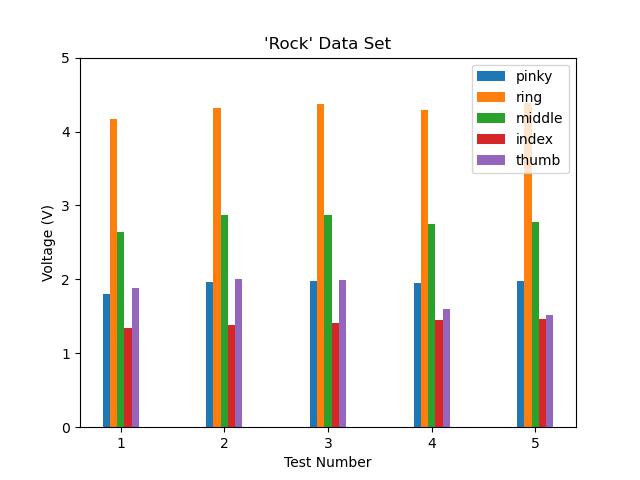 'Rock' Data Set
5
4
3
2
1
0
Voltage (V)
pinky
ring
middle
index
thumb
1 2 3 4 5
Test Number